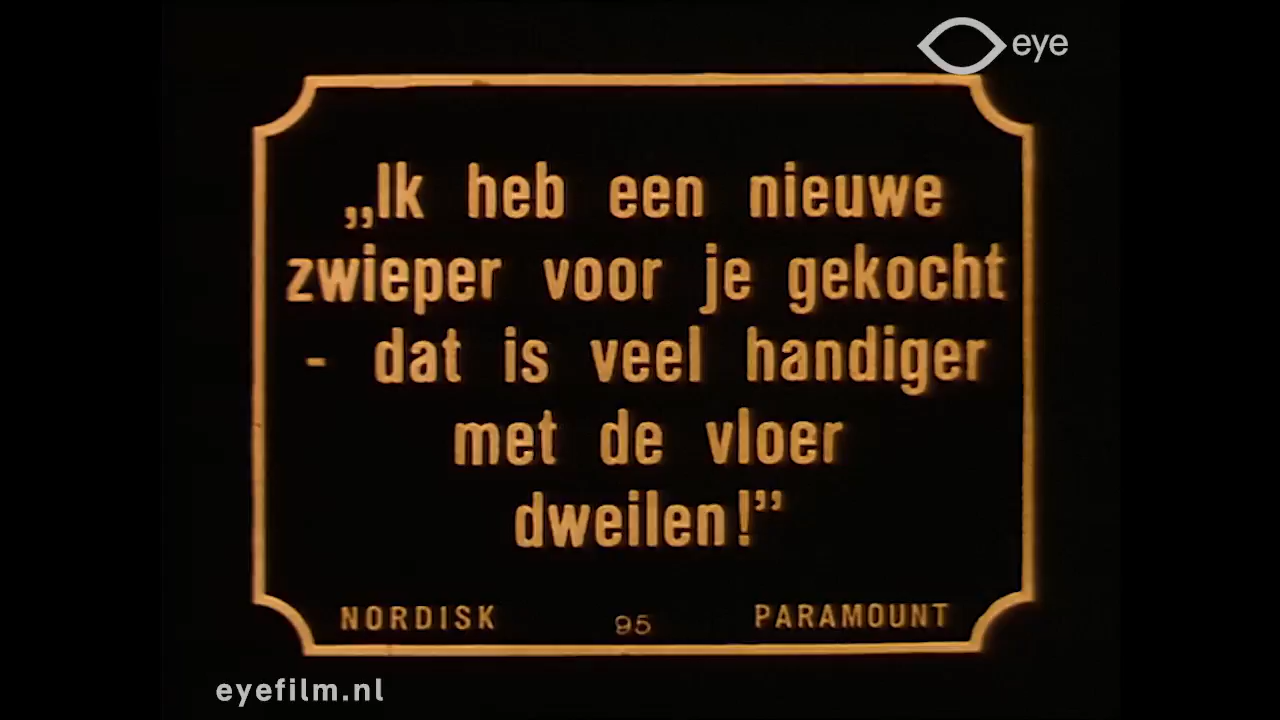 eye
„Ik heb een nieuwe
zwieper voor je gekocht
- dat is veel handiger
met de vloer
dweilen!”
NORDISK 95 PARAMOUNT
eyefilm.nl